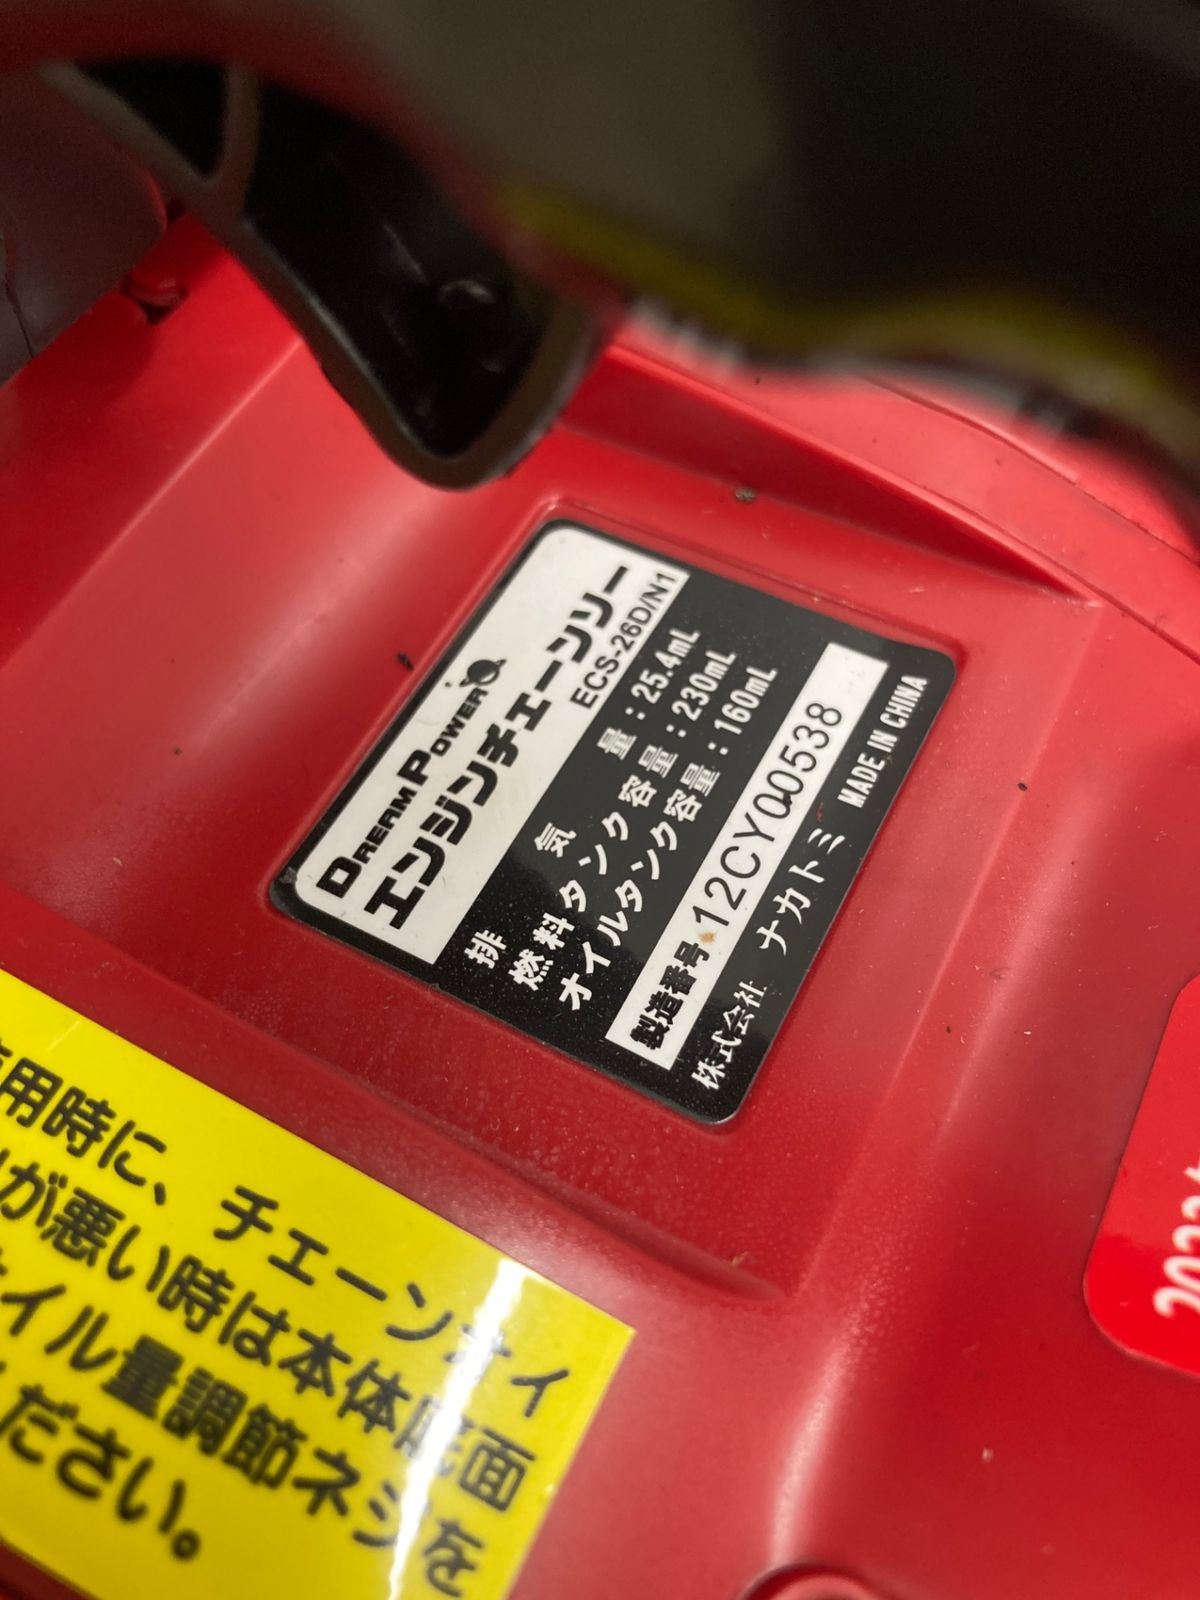 DREAM POWER
エンジンチェーンソー
ECS-26D/N1
排気量：25.4mL
燃料タンク容量：230mL
オイルタンク容量：160mL
製造番号 12CY00538
株式会社 ナカトミ MADE IN CHINA
用時に、チェーンオイ
が悪い時は本体底面
イル量調節ネジを
ださい。